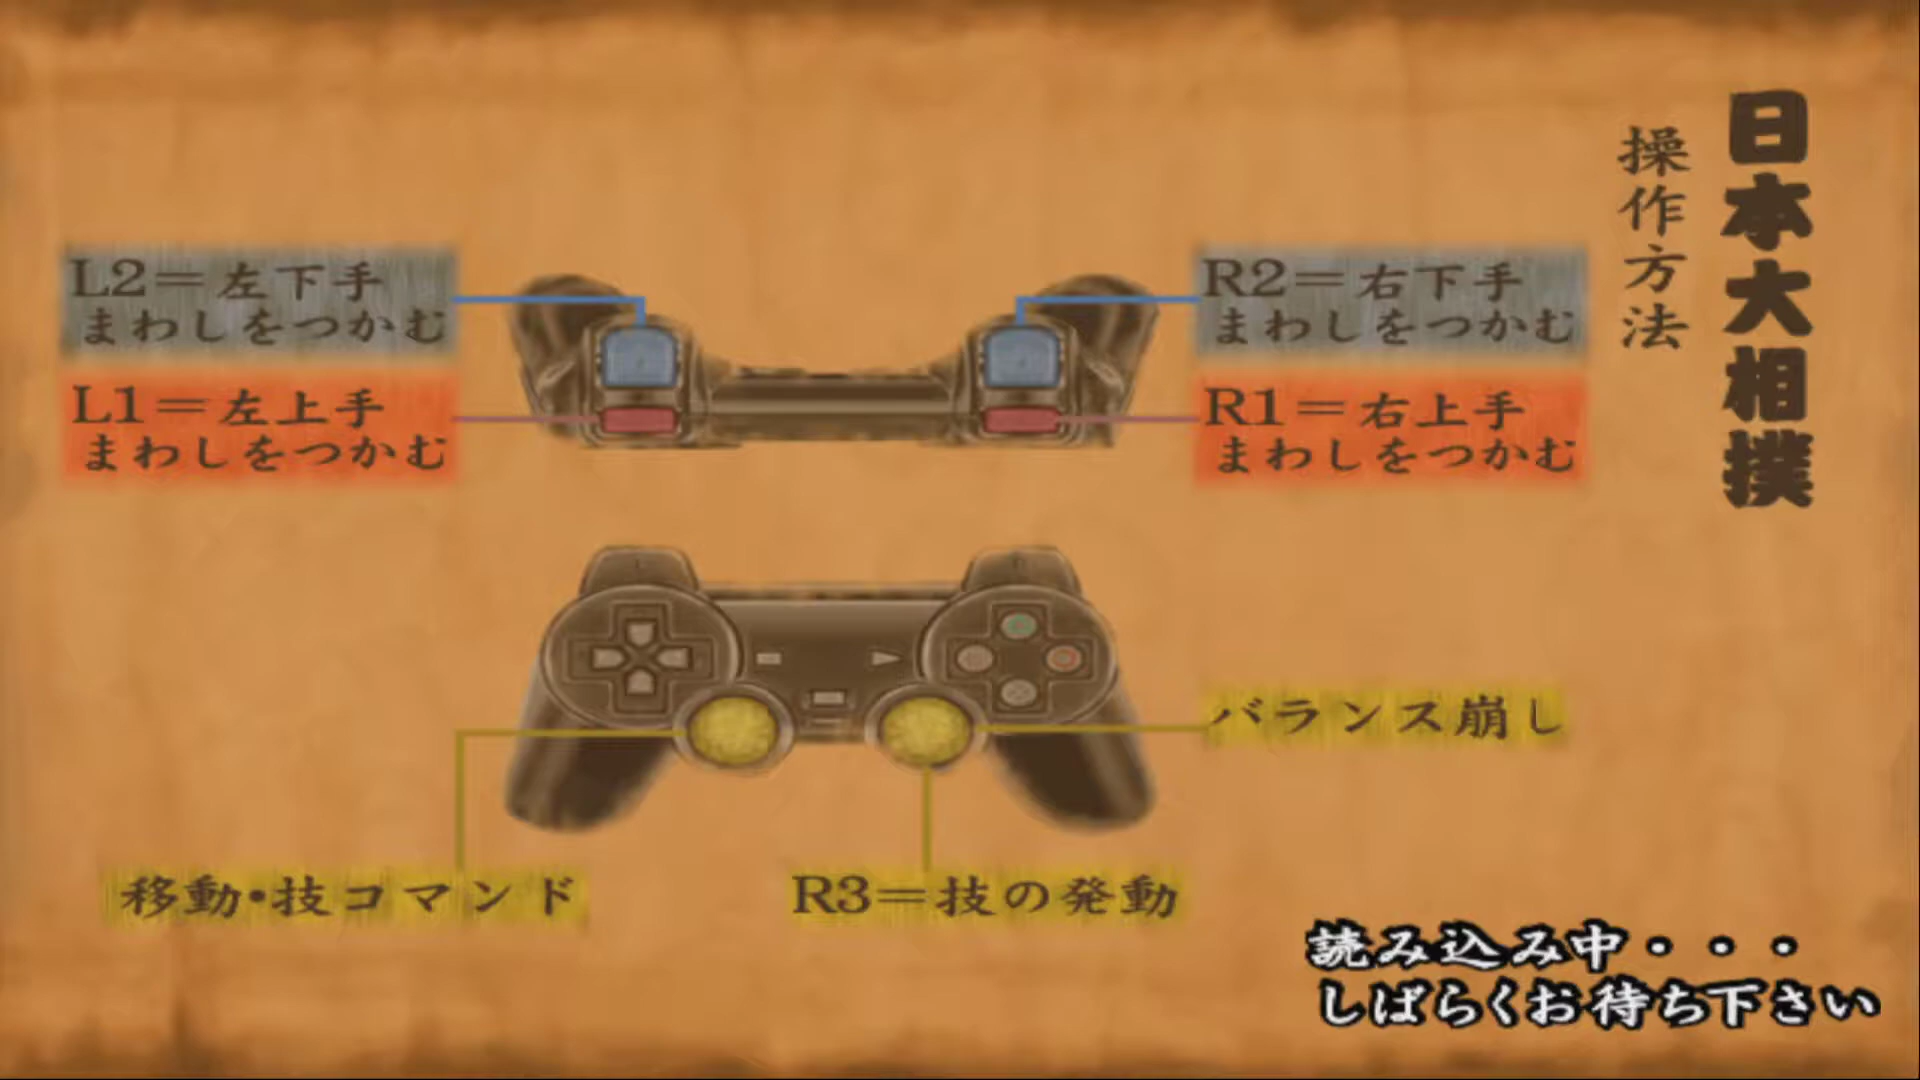 日本大相撲
操作方法
L2=左下手
まわしをつかむ
L1=左上手
まわしをつかむ
R2=右下手
まわしをつかむ
R1=右上手
まわしをつかむ
バランス崩し
移動・技コマンド
R3=技の発動
読み込み中・・・
しばらくお待ち下さい